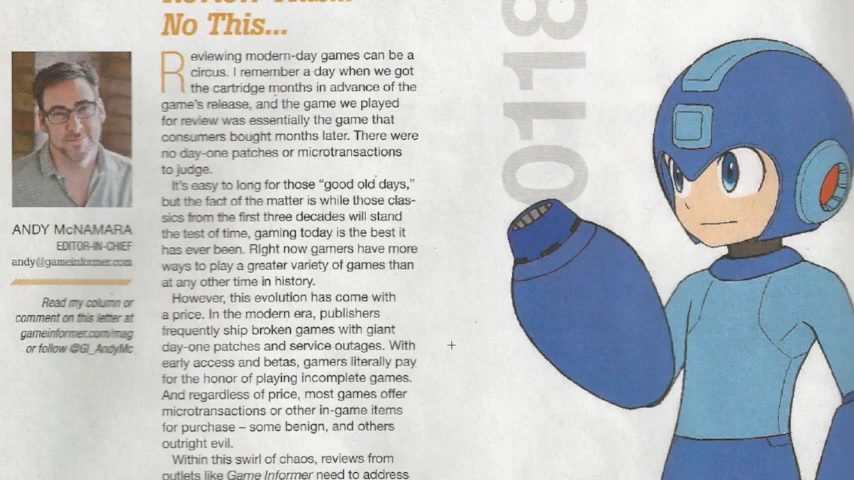 No This...
Reviewing modern-day games can be a
circus. I remember a day when we got
the cartridge months in advance of the
game's release, and the game we played
for review was essentially the game that
consumers bought months later. There were
no day-one patches or microtransactions
to judge.
It's easy to long for those "good old days,"
but the fact of the matter is while those clas-
sics from the first three decades will stand
the test of time, gaming today is the best it
has ever been. Right now gamers have more
ways to play a greater variety of games than
at any other time in history.
However, this evolution has come with
a price. In the modern era, publishers
frequently ship broken games with giant
day-one patches and service outages. With
early access and betas, gamers literally pay
for the honor of playing incomplete games.
And regardless of price, most games offer
microtransactions or other in-game items
for purchase – some benign, and others
outright evil.
Within this swirl of chaos, reviews from
outlets like Game Informer need to address
ANDY McNAMARA
EDITOR-IN-CHIEF
andy@gameinformer.com
Read my column or
comment on this letter at
gameinformer.com/mag
or follow @GI_AndyMc
0118